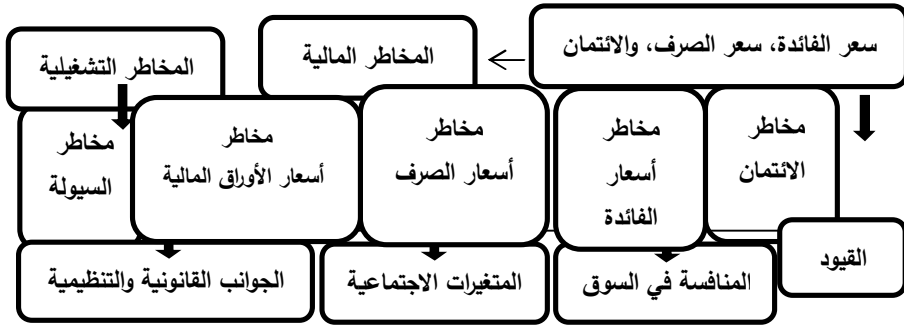 سعر الفائدة، سعر الصرف، والائتمان
المخاطر المالية
المخاطر التشغيلية
مخاطر
الائتمان
مخاطر
أسعار
الفائدة
مخاطر
أسعار الصرف
مخاطر
أسعار الأوراق المالية
مخاطر
السيولة
القيود
المنافسة في السوق
المتغيرات الاجتماعية
الجوانب القانونية والتنظيمية